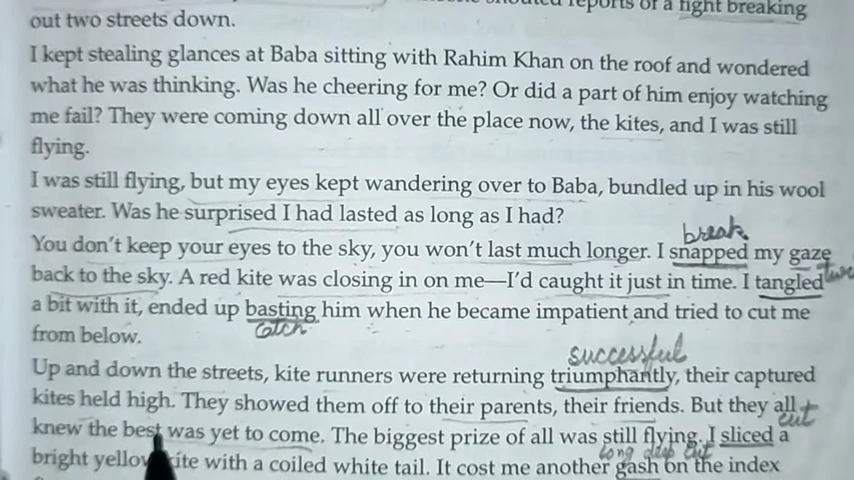 reports of a fight breaking
out two streets down.
I kept stealing glances at Baba sitting with Rahim Khan on the roof and wondered
what he was thinking. Was he cheering for me? Or did a part of him enjoy watching
me fail? They were coming down all over the place now, the kites, and I was still
flying.
I was still flying, but my eyes kept wandering over to Baba, bundled up in his wool
sweater. Was he surprised I had lasted as long as I had?
break
You don't keep your eyes to the sky, you won't last much longer. I snapped my gaze
back to the sky. A red kite was closing in on me—I'd caught it just in time. I tangled
a bit with it, ended up basting him when he became impatient and tried to cut me
catch
from below.
successful
Up and down the streets, kite runners were returning triumphantly, their captured
kites held high. They showed them off to their parents, their friends. But they all
cut
knew the best was yet to come. The biggest prize of all was still flying. I sliced a
long deep cut
bright yellow kite with a coiled white tail. It cost me another gash on the index